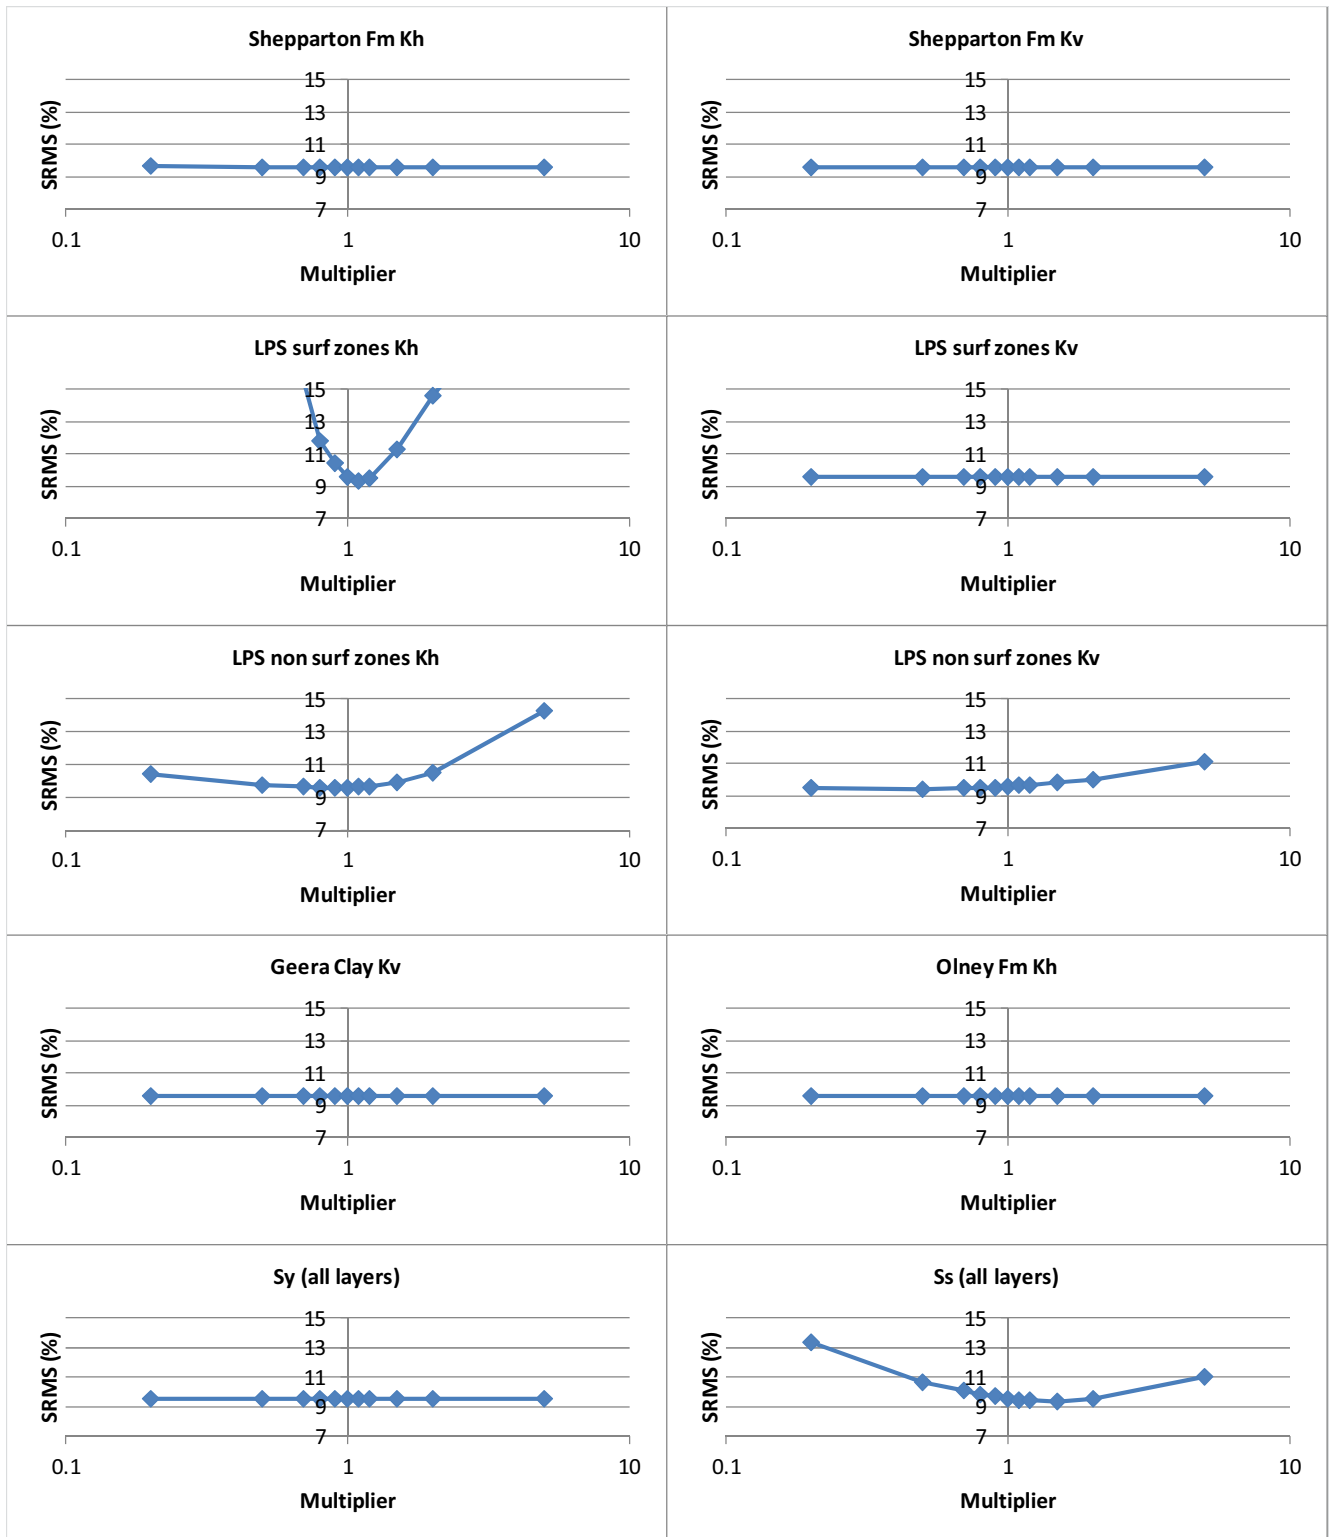 Shepparton Fm Kh
15
13
11
9
7
SRMS (%)
0.1 1 10
Multiplier
Shepparton Fm Kv
15
13
11
9
7
SRMS (%)
0.1 1 10
Multiplier
LPS surf zones Kh
15
13
11
9
7
SRMS (%)
0.1 1 10
Multiplier
LPS surf zones Kv
15
13
11
9
7
SRMS (%)
0.1 1 10
Multiplier
LPS non surf zones Kh
15
13
11
9
7
SRMS (%)
0.1 1 10
Multiplier
LPS non surf zones Kv
15
13
11
9
7
SRMS (%)
0.1 1 10
Multiplier
Geera Clay Kv
15
13
11
9
7
SRMS (%)
0.1 1 10
Multiplier
Olney Fm Kh
15
13
11
9
7
SRMS (%)
0.1 1 10
Multiplier
Sy (all layers)
15
13
11
9
7
SRMS (%)
0.1 1 10
Multiplier
Ss (all layers)
15
13
11
9
7
SRMS (%)
0.1 1 10
Multiplier